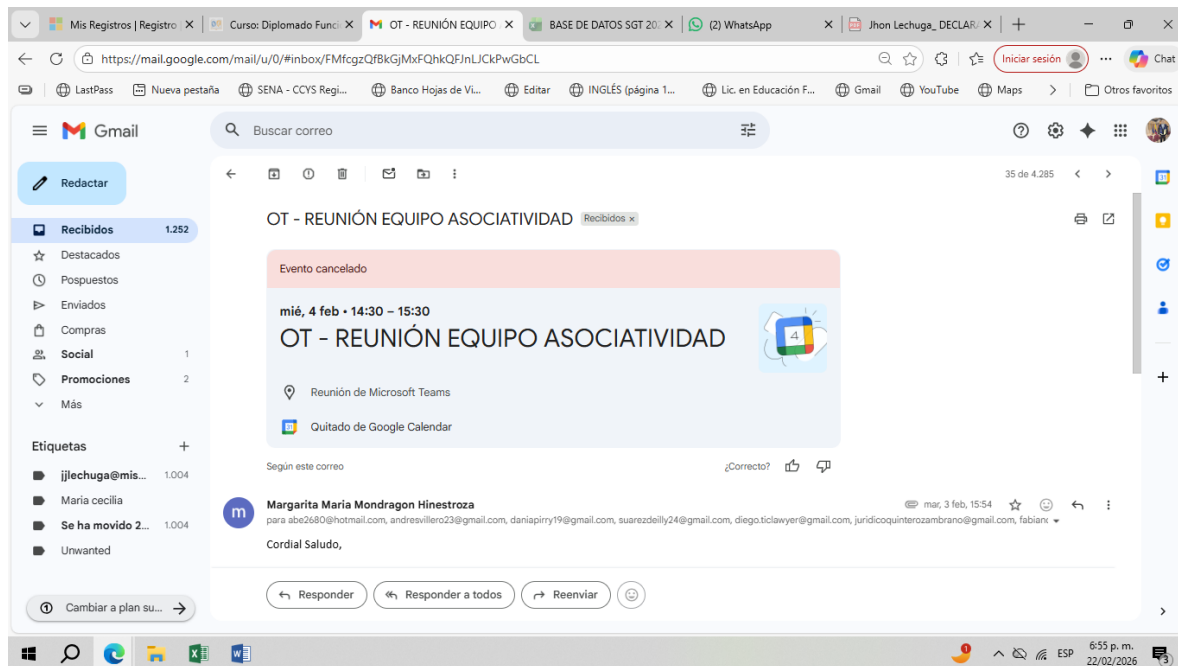 Mis Registros | Registro
Curso: Diplomado Funci
OT - REUNIÓN EQUIPO A
BASE DE DATOS SGT 202
(2) WhatsApp
Jhon Lechuga_ DECLARA
https://mail.google.com/mail/u/0/#inbox/FMfcgzQfBkGjMxFQhkQFJnLJCkPwGbCL
Iniciar sesión
Chat
LastPass
Nueva pestaña
SENA - CCYS Regi...
Banco Hojas de Vi...
Editar
INGLÉS (página 1...
Lic. en Educación F...
Gmail
YouTube
Maps
Otros favoritos
Gmail
Buscar correo
Redactar
35 de 4.285
Recibidos 1.252
Destacados
Pospuestos
Enviados
Compras
Social 1
Promociones 2
Más
Etiquetas
jjlechuga@mis... 1.004
Maria cecilia
Se ha movido 2... 1.004
Unwanted
Cambiar a plan su...
OT - REUNIÓN EQUIPO ASOCIATIVIDAD Recibidos x
Evento cancelado
mié, 4 feb • 14:30 – 15:30
OT - REUNIÓN EQUIPO ASOCIATIVIDAD
4
Reunión de Microsoft Teams
31 Quitado de Google Calendar
Según este correo
¿Correcto?
m
Margarita Maria Mondragon Hinestroza
mar, 3 feb, 15:54
para abe2680@hotmail.com, andresvillero23@gmail.com, daniapirry19@gmail.com, suarezdeilly24@gmail.com, diego.ticlawyer@gmail.com, juridicoquinterozambrano@gmail.com, fabian
Cordial Saludo,
Responder
Responder a todos
Reenviar
ESP
6:55 p. m.
22/02/2026